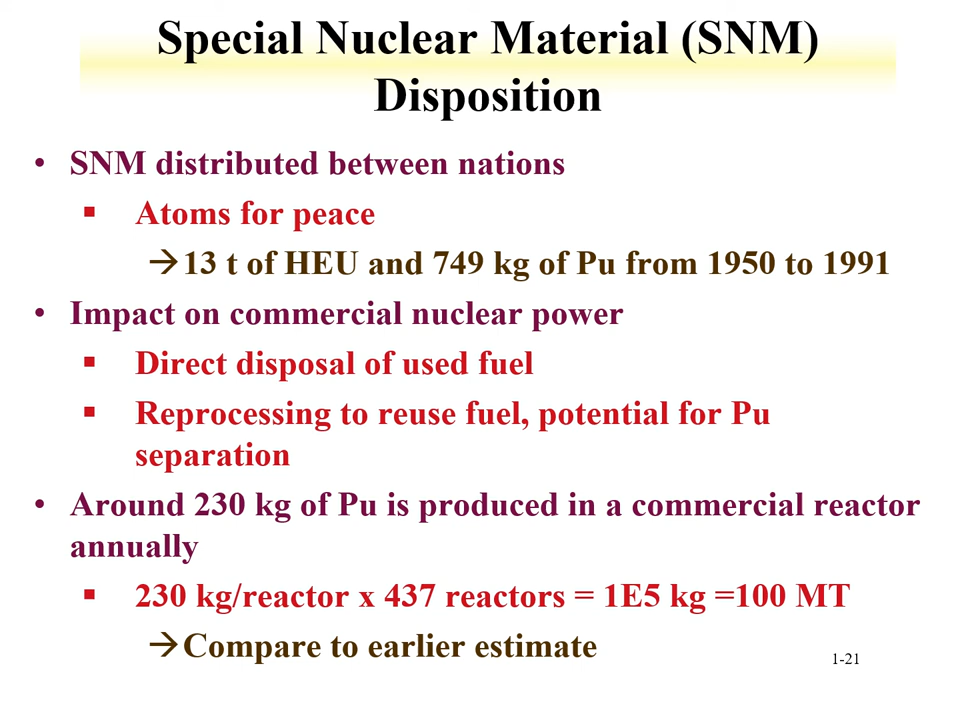 Special Nuclear Material (SNM)
Disposition
• SNM distributed between nations
▪ Atoms for peace
→13 t of HEU and 749 kg of Pu from 1950 to 1991
• Impact on commercial nuclear power
▪ Direct disposal of used fuel
▪ Reprocessing to reuse fuel, potential for Pu
separation
• Around 230 kg of Pu is produced in a commercial reactor
annually
▪ 230 kg/reactor x 437 reactors = 1E5 kg =100 MT
→Compare to earlier estimate
1-21